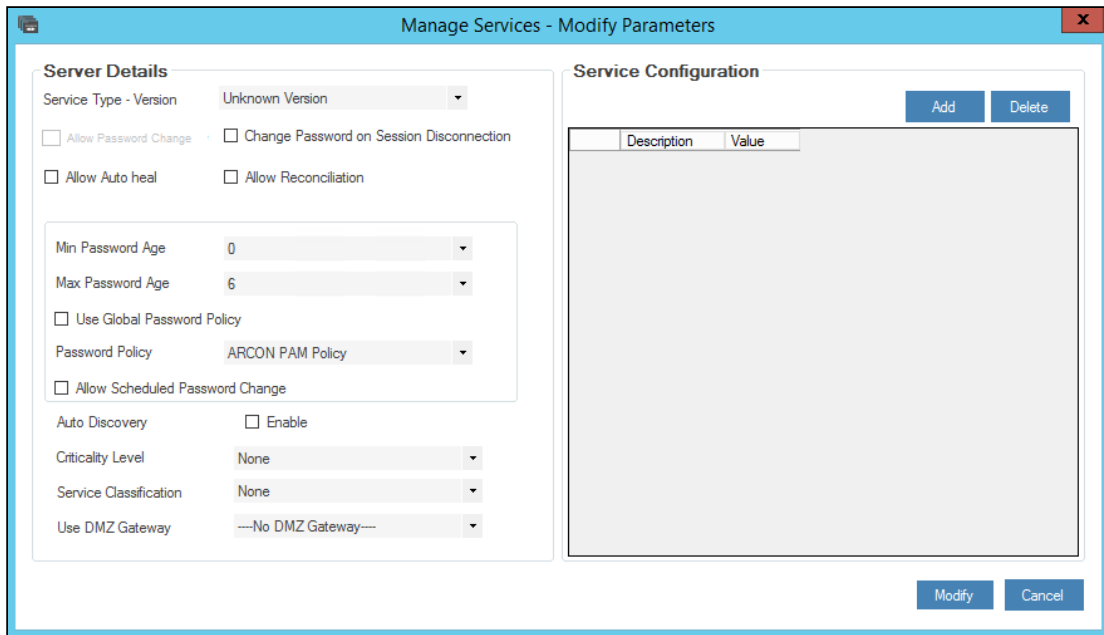 Manage Services - Modify Parameters
X
Server Details
Service Type - Version
Unknown Version
Allow Password Change
Change Password on Session Disconnection
Allow Auto heal
Allow Reconciliation
Min Password Age
0
Max Password Age
6
Use Global Password Policy
Password Policy
ARCON PAM Policy
Allow Scheduled Password Change
Auto Discovery
Enable
Criticality Level
None
Service Classification
None
Use DMZ Gateway
----No DMZ Gateway----
Service Configuration
Add
Delete
Description
Value
Modify
Cancel